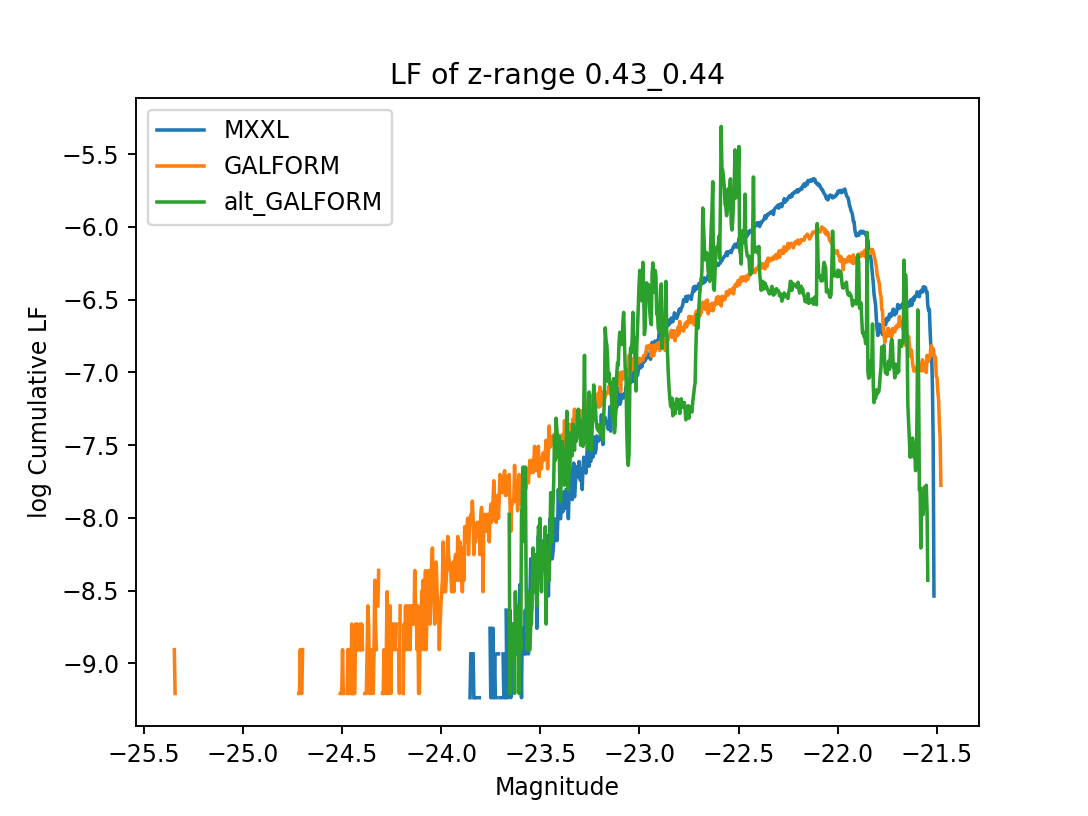 LF of z-range 0.43_0.44
MXXL
GALFORM
alt_GALFORM
log Cumulative LF
−5.5
−6.0
−6.5
−7.0
−7.5
−8.0
−8.5
−9.0
−25.5 −25.0 −24.5 −24.0 −23.5 −23.0 −22.5 −22.0 −21.5
Magnitude